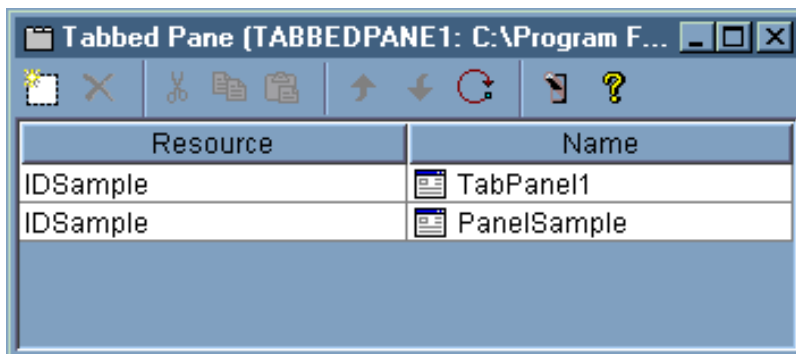 Tabbed Pane (TABBEDPANE1: C:\Program F...
Resource Name
IDSample TabPanel1
IDSample PanelSample